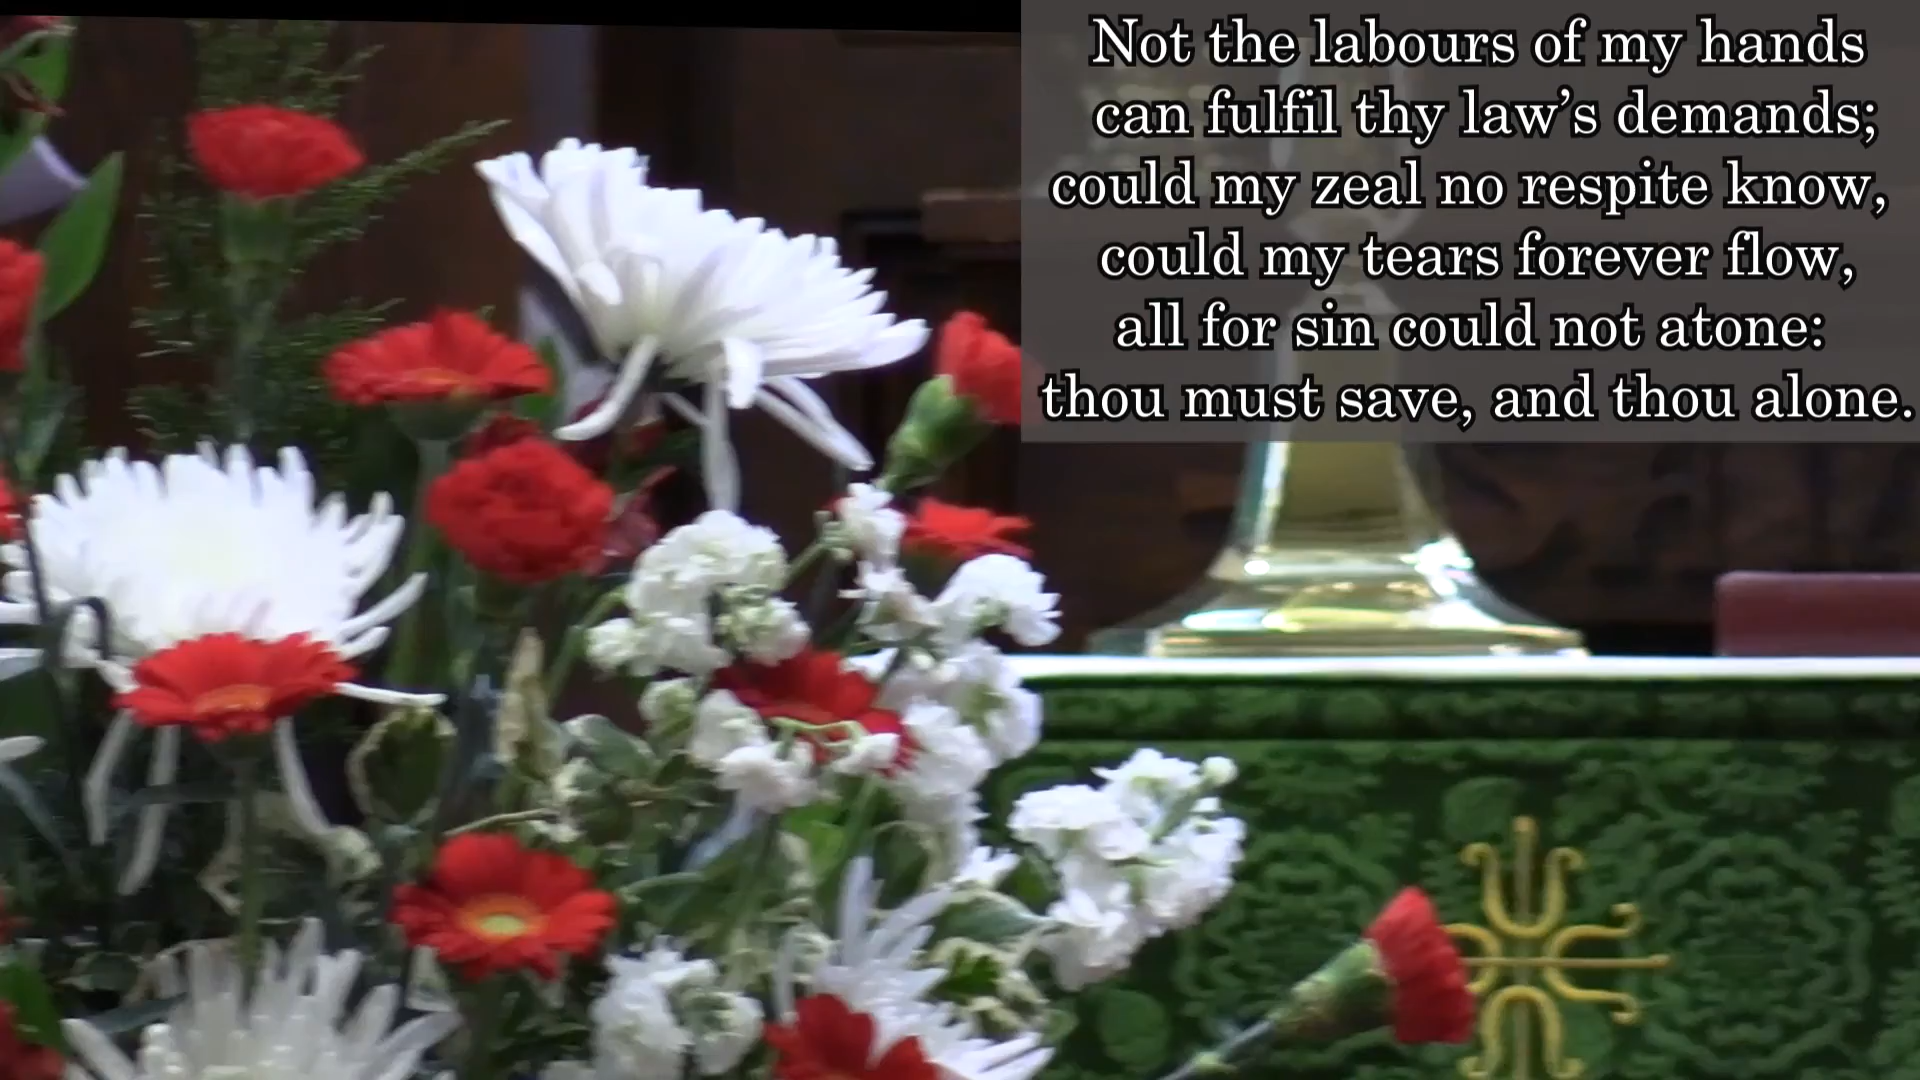 Not the labours of my hands
can fulfil thy law’s demands;
could my zeal no respite know,
could my tears forever flow,
all for sin could not atone:
thou must save, and thou alone.